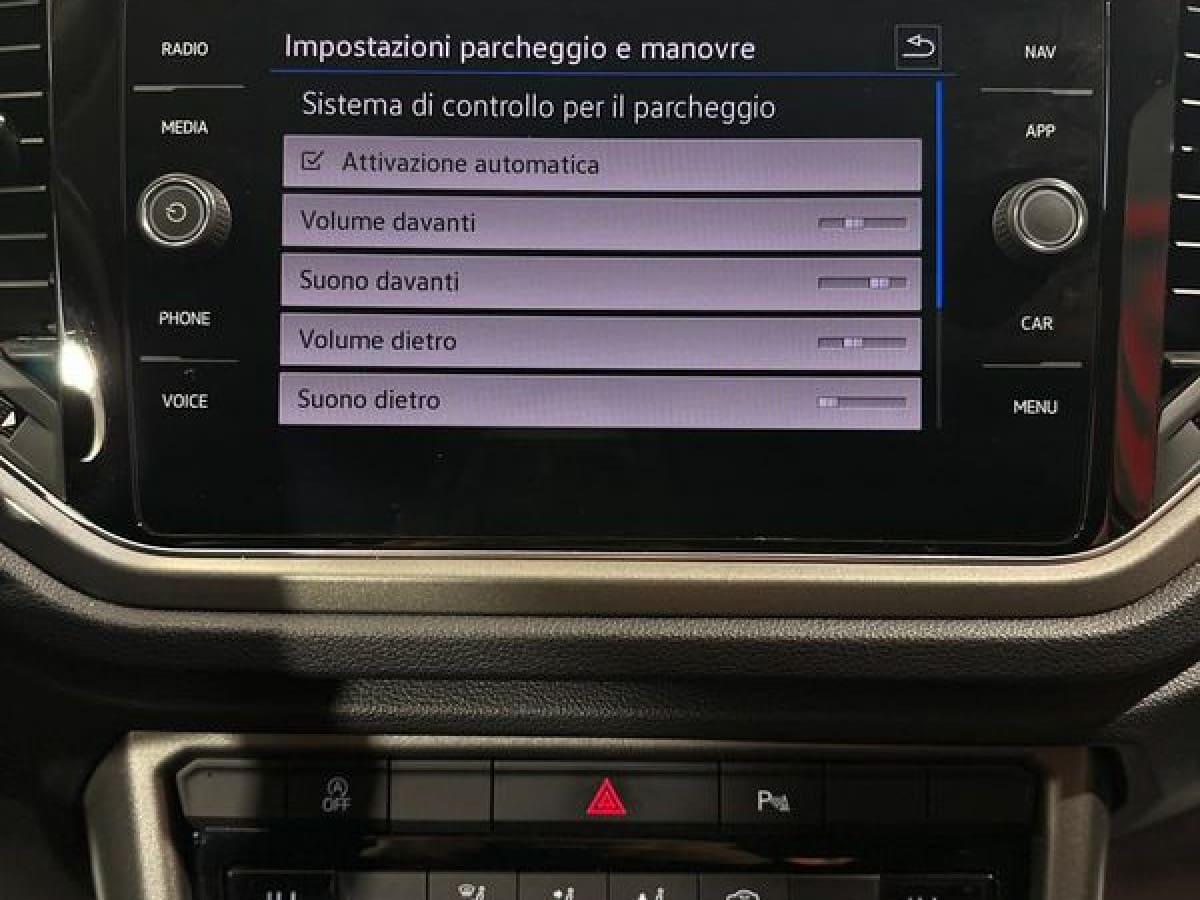 RADIO
MEDIA
PHONE
VOICE
Impostazioni parcheggio e manovre
Sistema di controllo per il parcheggio
Attivazione automatica
Volume davanti
Suono davanti
Volume dietro
Suono dietro
NAV
APP
CAR
MENU
A
OFF
P